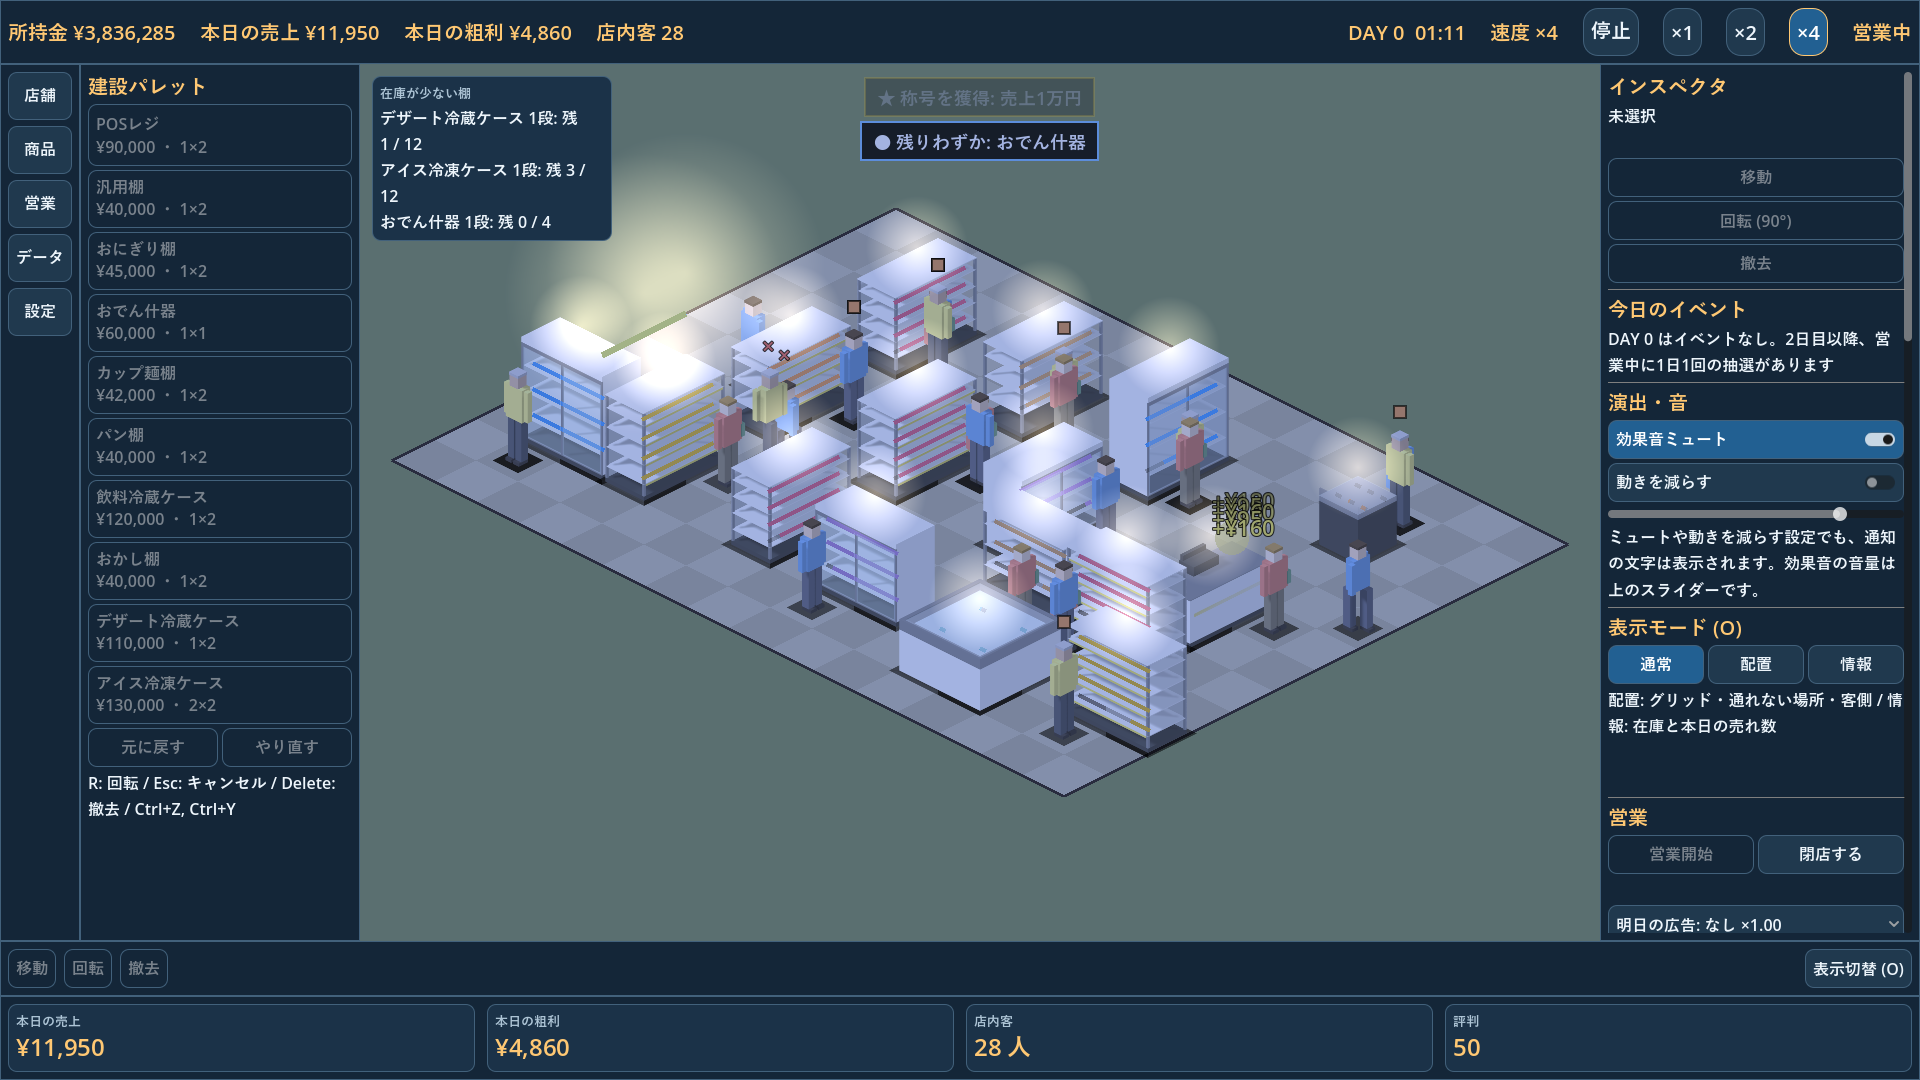 所持金 ¥3,836,285 本日の売上 ¥11,950 本日の粗利 ¥4,860 店内客 28
DAY 0 01:11 速度 ×4 停止 ×1 ×2 ×4 営業中
店舗
商品
営業
データ
設定
建設パレット
POSレジ
¥90,000 ・ 1×2
汎用棚
¥40,000 ・ 1×2
おにぎり棚
¥45,000 ・ 1×2
おでん什器
¥60,000 ・ 1×1
カップ麺棚
¥42,000 ・ 1×2
パン棚
¥40,000 ・ 1×2
飲料冷蔵ケース
¥120,000 ・ 1×2
おかし棚
¥40,000 ・ 1×2
デザート冷蔵ケース
¥110,000 ・ 1×2
アイス冷凍ケース
¥130,000 ・ 2×2
元に戻す やり直す
R: 回転 / Esc: キャンセル / Delete:
撤去 / Ctrl+Z, Ctrl+Y
在庫が少ない棚
デザート冷蔵ケース 1段: 残
1 / 12
アイス冷凍ケース 1段: 残 3 /
12
おでん什器 1段: 残 0 / 4
★ 称号を獲得: 売上1万円
● 残りわずか: おでん什器
+¥160
インスペクタ
未選択
移動
回転 (90°)
撤去
今日のイベント
DAY 0 はイベントなし。2日目以降、営
業中に1日1回の抽選があります
演出・音
効果音ミュート
動きを減らす
ミュートや動きを減らす設定でも、通知
の文字は表示されます。効果音の音量は
上のスライダーです。
表示モード (O)
通常 配置 情報
配置: グリッド・通れない場所・客側 / 情
報: 在庫と本日の売れ数
営業
営業開始 閉店する
明日の広告: なし ×1.00
移動 回転 撤去
表示切替 (O)
本日の売上
¥11,950
本日の粗利
¥4,860
店内客
28 人
評判
50